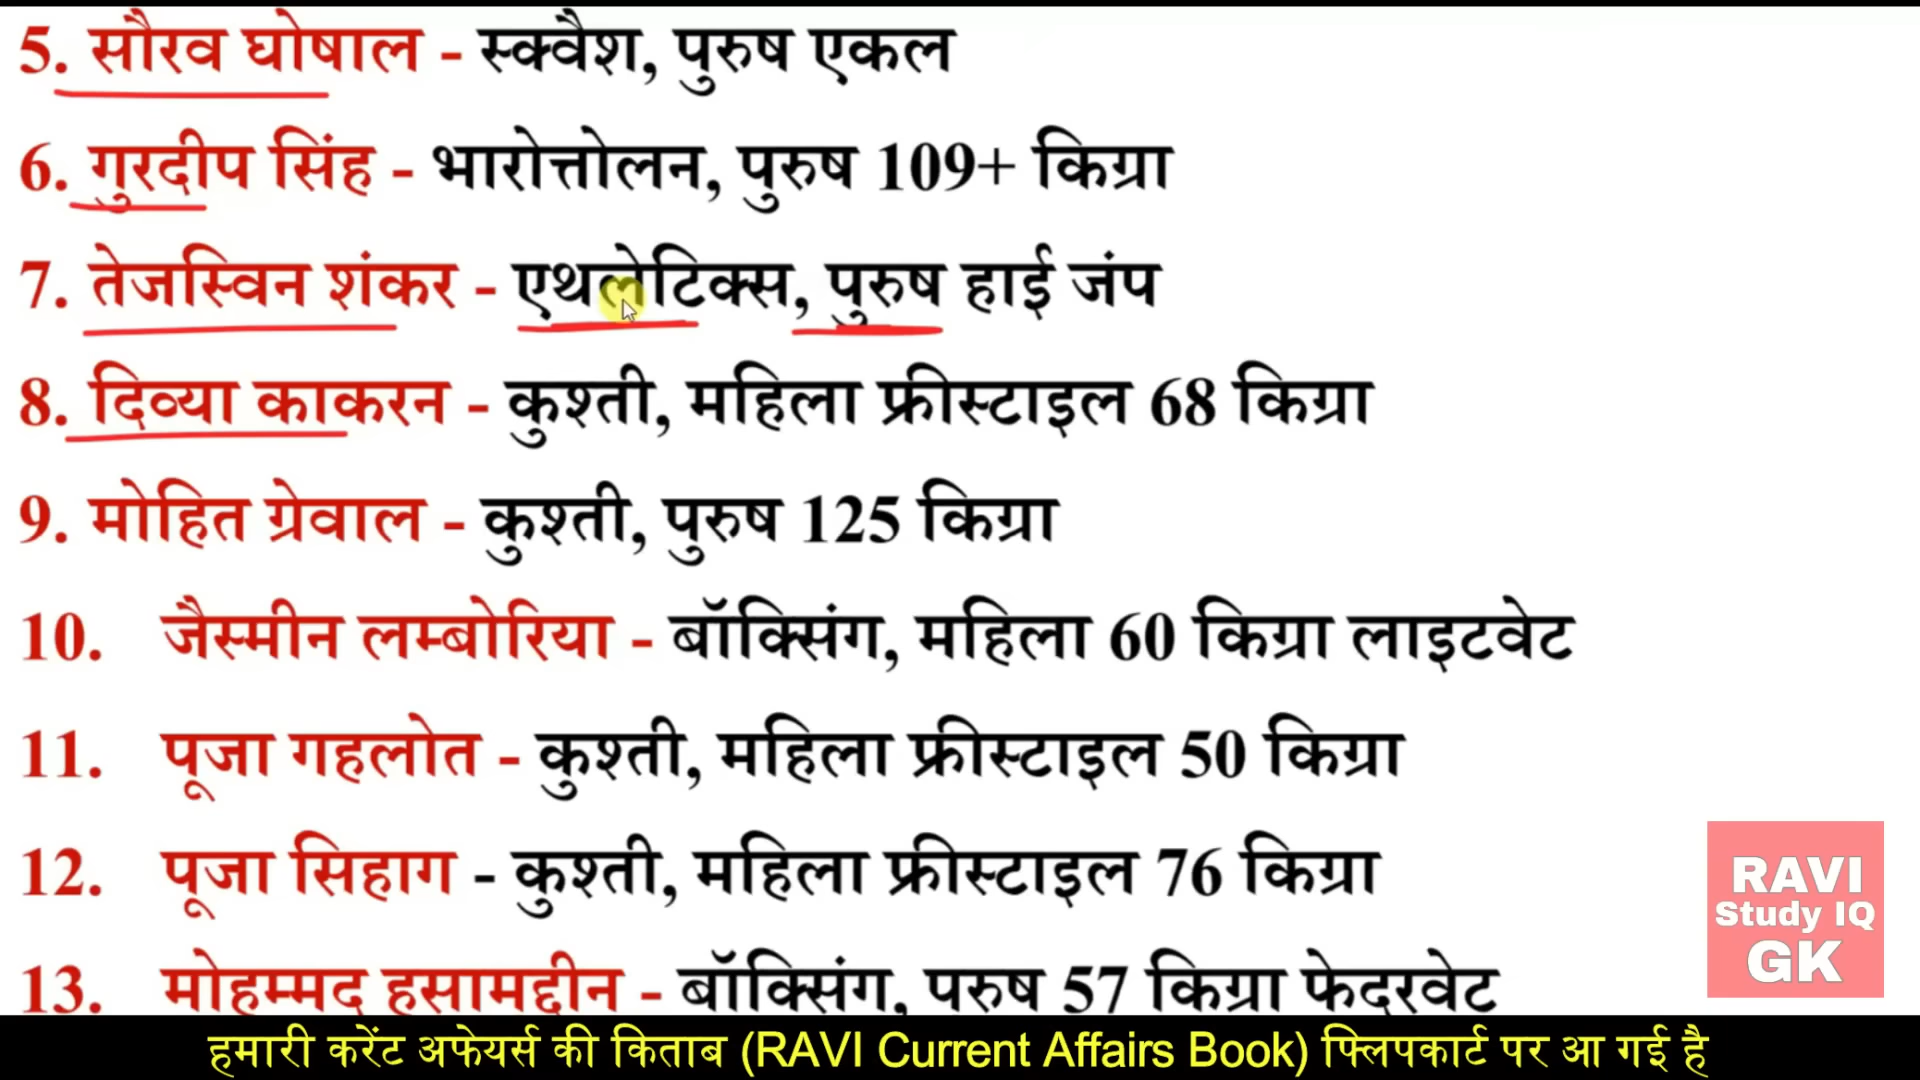 5. सौरव घोषाल - स्क्वैश, पुरुष एकल
6. गुरदीप सिंह - भारोत्तोलन, पुरुष 109+ किग्रा
7. तेजस्विन शंकर - एथलेटिक्स, पुरुष हाई जंप
8. दिव्या काकरन - कुश्ती, महिला फ्रीस्टाइल 68 किग्रा
9. मोहित ग्रेवाल - कुश्ती, पुरुष 125 किग्रा
10. जैस्मीन लम्बोरिया - बॉक्सिंग, महिला 60 किग्रा लाइटवेट
11. पूजा गहलोत - कुश्ती, महिला फ्रीस्टाइल 50 किग्रा
12. पूजा सिहाग - कुश्ती, महिला फ्रीस्टाइल 76 किग्रा
13. मोहम्मद हुसामुद्दीन - बॉक्सिंग, पुरुष 57 किग्रा फेदरवेट
RAVI
Study IQ
GK
हमारी करेंट अफेयर्स की किताब (RAVI Current Affairs Book) फ्लिपकार्ट पर आ गई है